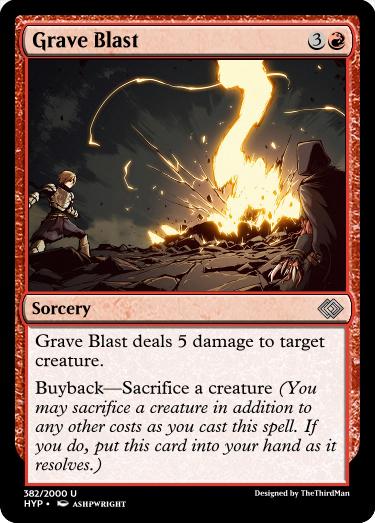 Grave Blast 3
Sorcery
Grave Blast deals 5 damage to target
creature.
Buyback—Sacrifice a creature (You
may sacrifice a creature in addition to
any other costs as you cast this spell. If
you do, put this card into your hand as it
resolves.)
382/2000 U
Designed by TheThirdMan
HYP • ASHPWRIGHT